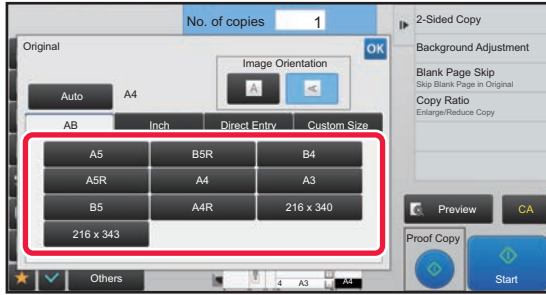 No. of copies 1
Original
OK
Image Orientation
A A
Auto A4
AB Inch Direct Entry Custom Size
A5 B5R B4
A5R A4 A3
B5 A4R 216 x 340
216 x 343
Others
4 A3 A4
2-Sided Copy
Background Adjustment
Blank Page Skip
Skip Blank Page in Original
Copy Ratio
Enlarge/Reduce Copy
Preview CA
Proof Copy
Start